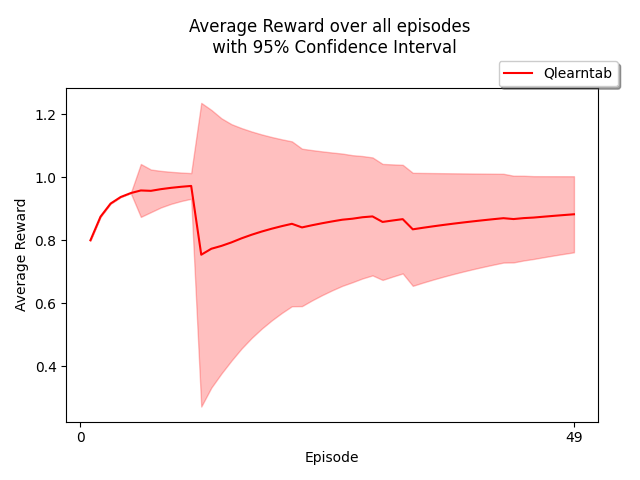 Average Reward over all episodes
with 95% Confidence Interval
Qlearntab
1.2
1.0
0.8
0.6
0.4
Average Reward
0
49
Episode